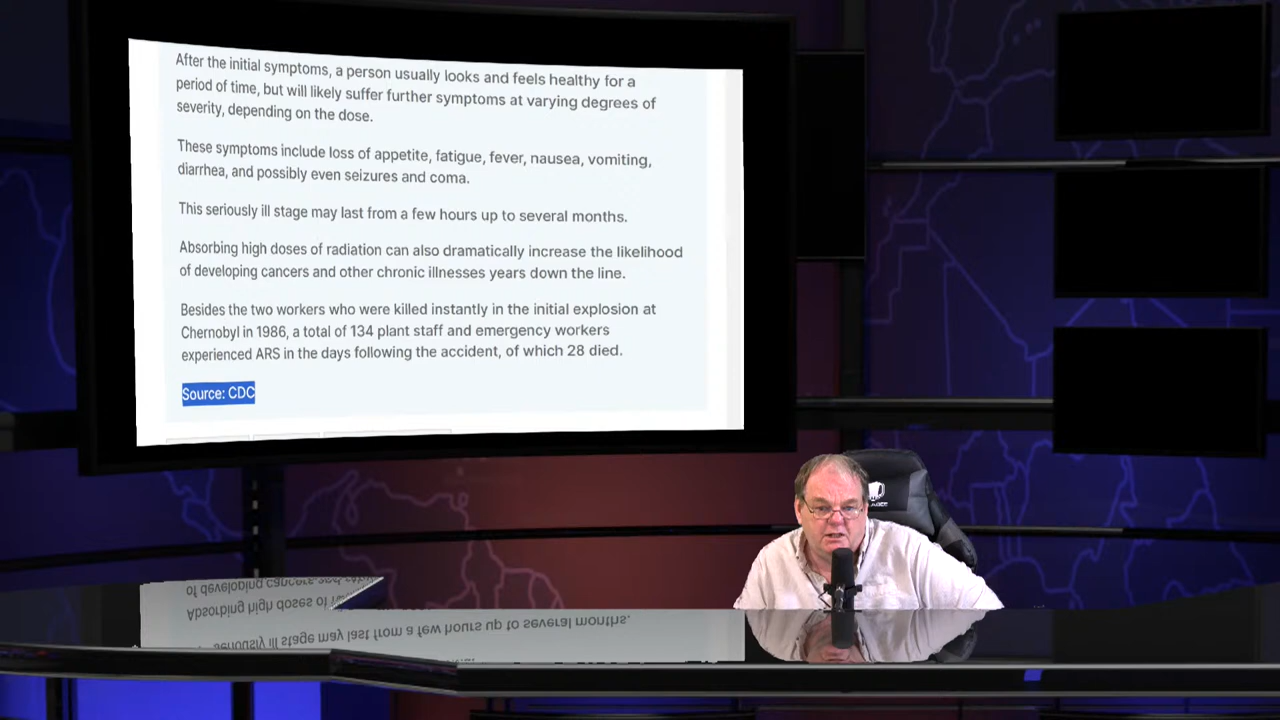 After the initial symptoms, a person usually looks and feels healthy for a
period of time, but will likely suffer further symptoms at varying degrees of
severity, depending on the dose.
These symptoms include loss of appetite, fatigue, fever, nausea, vomiting,
diarrhea, and possibly even seizures and coma.
This seriously ill stage may last from a few hours up to several months.
Absorbing high doses of radiation can also dramatically increase the likelihood
of developing cancers and other chronic illnesses years down the line.
Besides the two workers who were killed instantly in the initial explosion at
Chernobyl in 1986, a total of 134 plant staff and emergency workers
experienced ARS in the days following the accident, of which 28 died.
Source: CDC